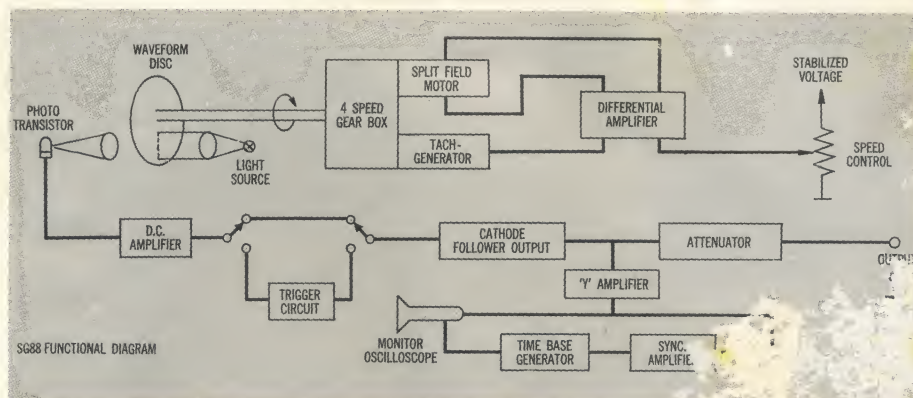 WAVEFORM
DISC
PHOTO
TRANSISTOR
LIGHT
SOURCE
4 SPEED
GEAR BOX
SPLIT FIELD
MOTOR
TACH-
GENERATOR
DIFFERENTIAL
AMPLIFIER
STABILIZED
VOLTAGE
SPEED
CONTROL
D.C.
AMPLIFIER
TRIGGER
CIRCUIT
CATHODE
FOLLOWER OUTPUT
ATTENUATOR
'Y' AMPLIFIER
MONITOR
OSCILLOSCOPE
TIME BASE
GENERATOR
SYNC.
SG88 FUNCTIONAL DIAGRAM